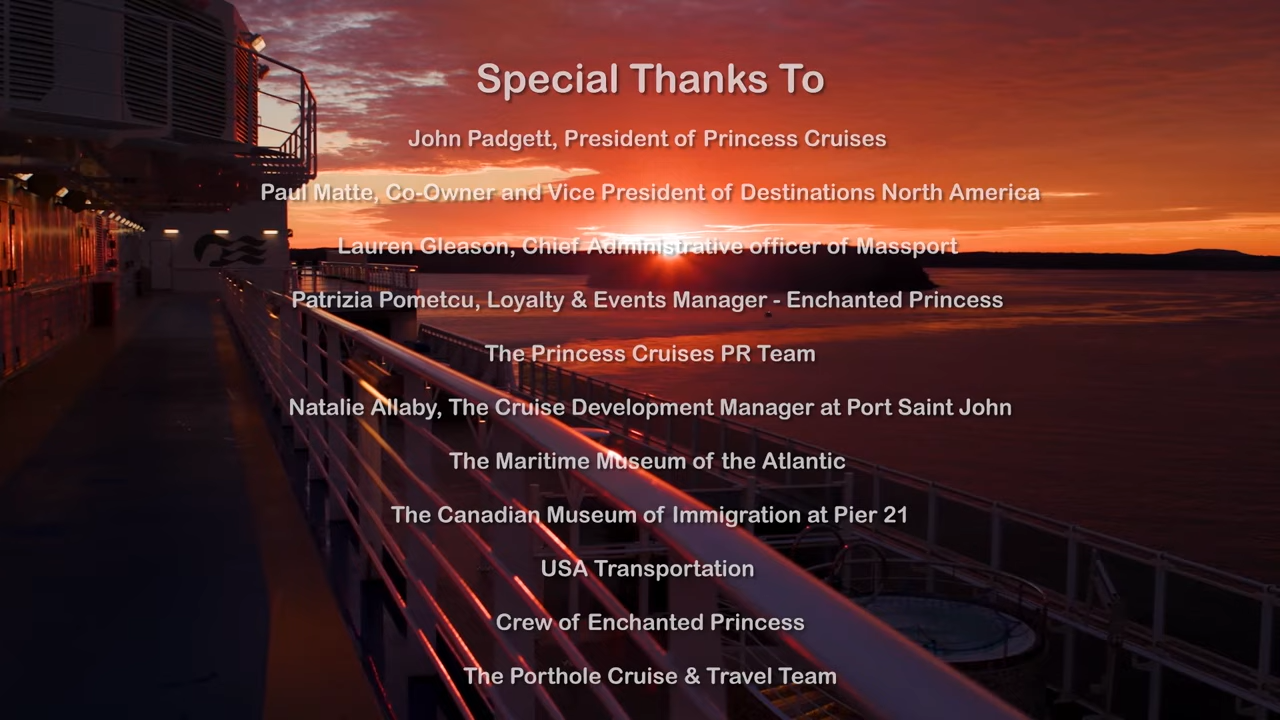 Special Thanks To
John Padgett, President of Princess Cruises
Paul Matte, Co-Owner and Vice President of Destinations North America
Lauren Gleason, Chief Administrative officer of Massport
Patrizia Pometcu, Loyalty & Events Manager - Enchanted Princess
The Princess Cruises PR Team
Natalie Allaby, The Cruise Development Manager at Port Saint John
The Maritime Museum of the Atlantic
The Canadian Museum of Immigration at Pier 21
USA Transportation
Crew of Enchanted Princess
The Porthole Cruise & Travel Team